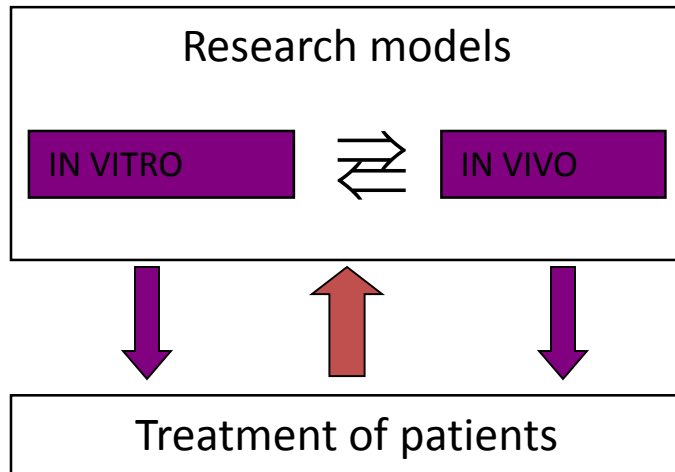 Research models
IN VITRO
IN VIVO
Treatment of patients